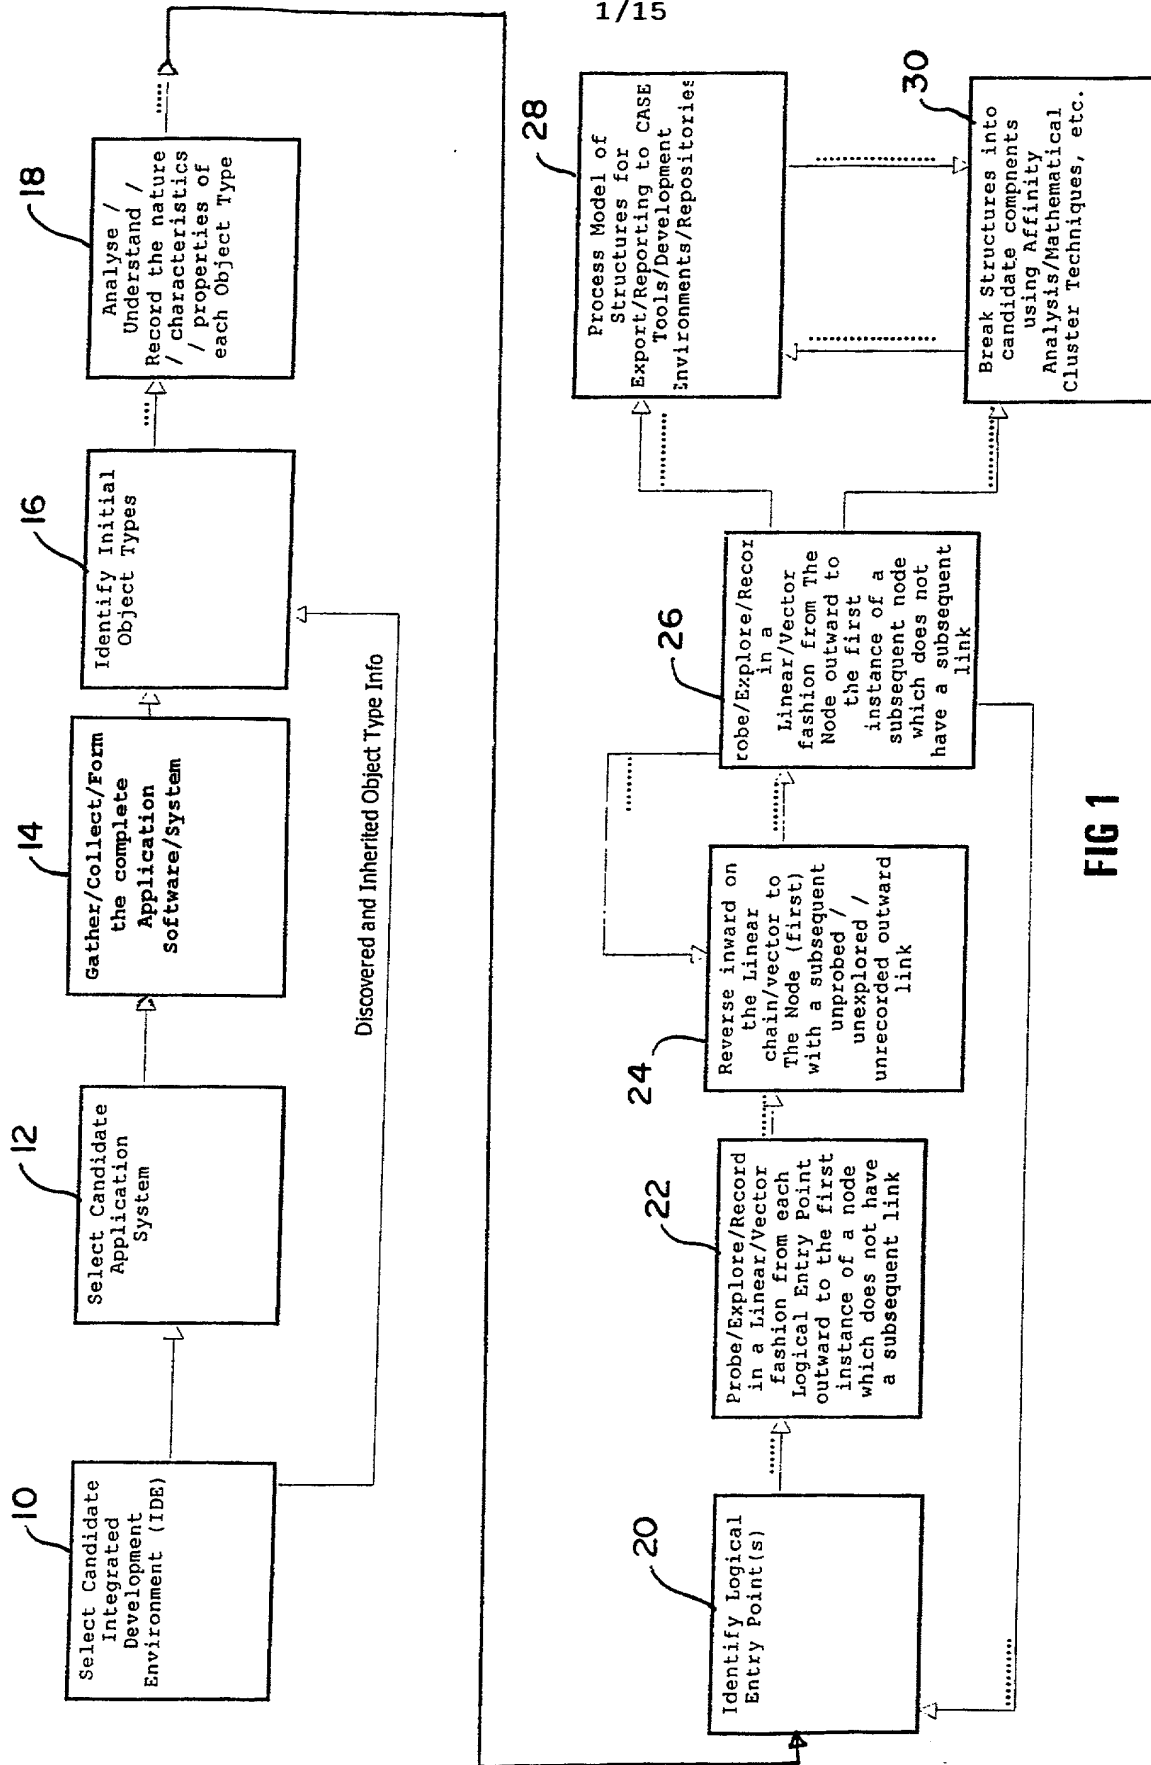 1/15
10
Select Candidate
Integrated
Development
Environment (IDE)
12
Select Candidate
Application
System
14
Gather/Collect/Form
the complete
Application
Software/System
16
Identify Initial
Object Types
18
Analyse /
Understand /
Record the nature
/ characteristics
/ properties of
each Object Type
Discovered and Inherited Object Type Info
20
Identify Logical
Entry Point(s)
22
Probe/Explore/Record
in a Linear/Vector
fashion from each
Logical Entry Point
outward to the first
instance of a node
which does not have
a subsequent link
24
Reverse inward on
the Linear
chain/vector to
The Node (first)
with a subsequent
unprobed /
unexplored /
unrecorded outward
link
26
robe/Explore/Recor
in a
Linear/Vector
fashion from The
Node outward to
the first
instance of a
subsequent node
which does not
have a subsequent
link
28
Process Model of
Structures for
Export/Reporting to CASE
Tools/Development
Environments/Repositories
30
Break Structures into
candidate compnents
using Affinity
Analysis/Mathematical
Cluster Techniques, etc.
FIG 1